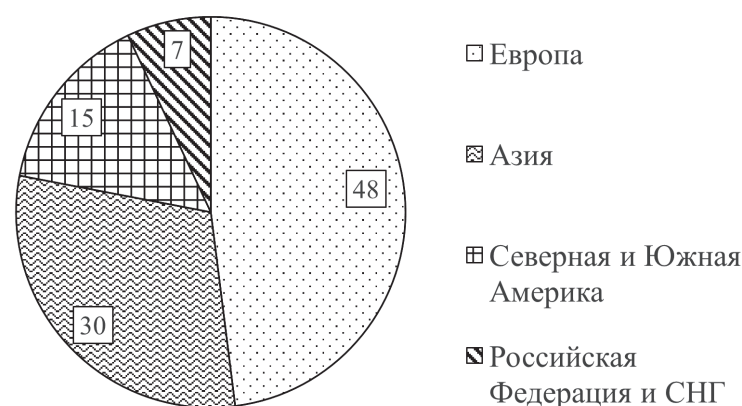 7
15
48
30
Европа
Азия
Северная и Южная
Америка
Российская
Федерация и СНГ